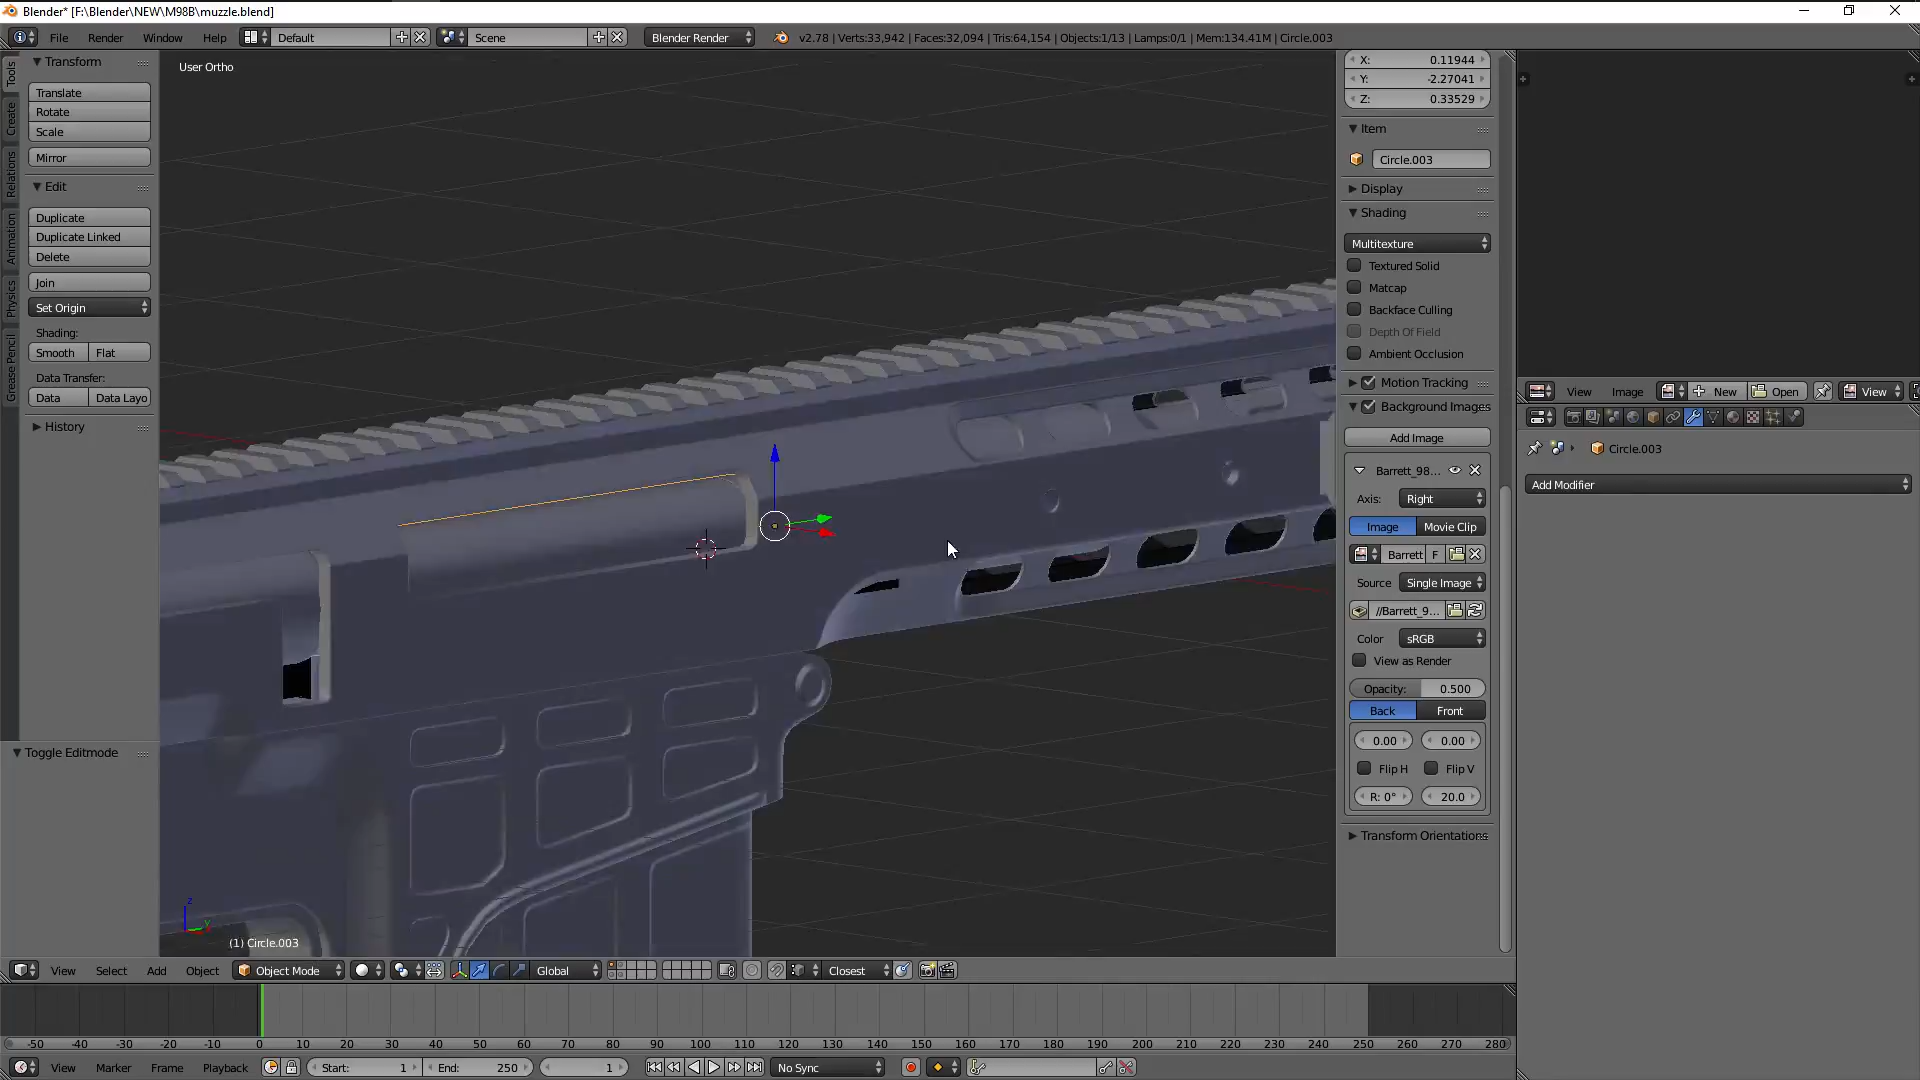 Blender* [F:\Blender\NEW\M98B\muzzle.blend]
File Render Window Help Default Scene Blender Render v2.78 | Verts:33,942 | Faces:32,094 | Tris:64,154 | Objects:1/13 | Lamps:0/1 | Mem:134.41M | Circle.003
Tools
Create
Relations
Animation
Physics
Grease Pencil
Transform
Translate
Rotate
Scale
Mirror
Edit
Duplicate
Duplicate Linked
Delete
Join
Set Origin
Shading:
Smooth Flat
Data Transfer:
Data Data Layo
History
Toggle Editmode
User Ortho
z
y
(1) Circle.003
X: 0.11944
Y: -2.27041
Z: 0.33529
Item
Circle.003
Display
Shading
Multitexture
Textured Solid
Matcap
Backface Culling
Depth Of Field
Ambient Occlusion
Motion Tracking
Background Images
Add Image
Barrett_98...
Axis: Right
Image Movie Clip
Barrett F
Source Single Image
//Barrett_9...
Color sRGB
View as Render
Opacity: 0.500
Back Front
0.00 0.00
Flip H Flip V
R: 0° 20.0
Transform Orientations
View Image New Open View
Circle.003
Add Modifier
View Select Add Object Object Mode Global Closest
-50 -40 -30 -20 -10 0 10 20 30 40 50 60 70 80 90 100 110 120 130 140 150 160 170 180 190 200 210 220 230 240 250 260 270 280
View Marker Frame Playback Start: 1 End: 250 1 No Sync